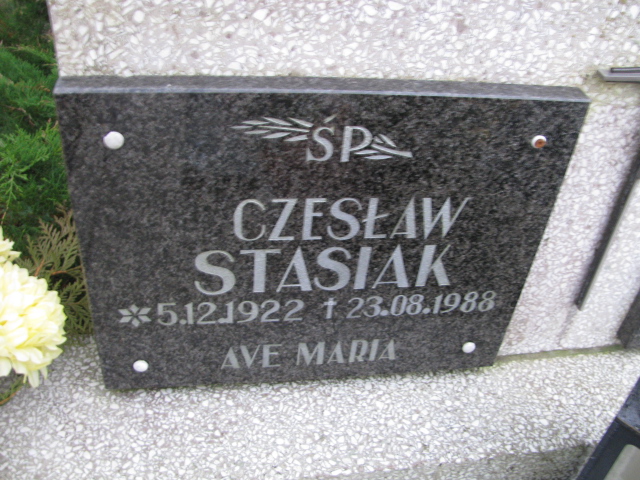 ŚP
CZESŁAW
STASIAK
* 5.12.1922 † 23.08.1988
AVE MARIA